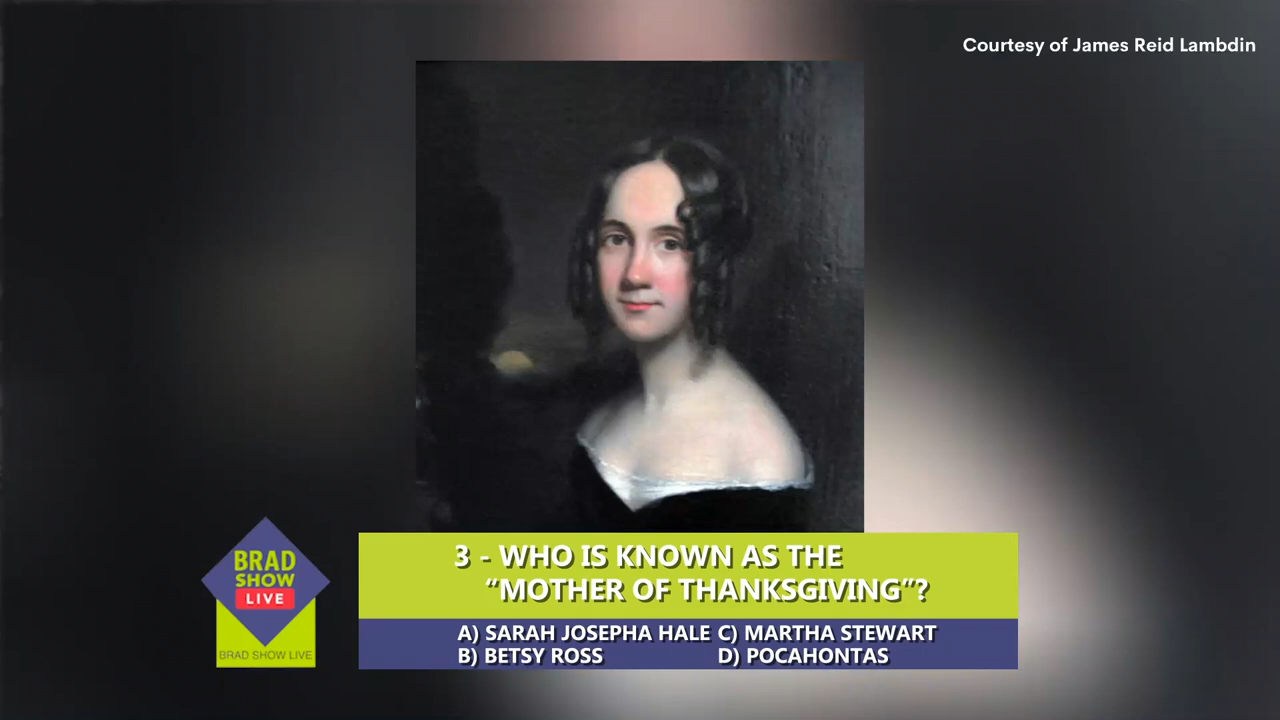 Courtesy of James Reid Lambdin
3 - WHO IS KNOWN AS THE
“MOTHER OF THANKSGIVING”?
A) SARAH JOSEPHA HALE C) MARTHA STEWART
B) BETSY ROSS D) POCAHONTAS
BRAD
SHOW
LIVE
BRAD SHOW LIVE